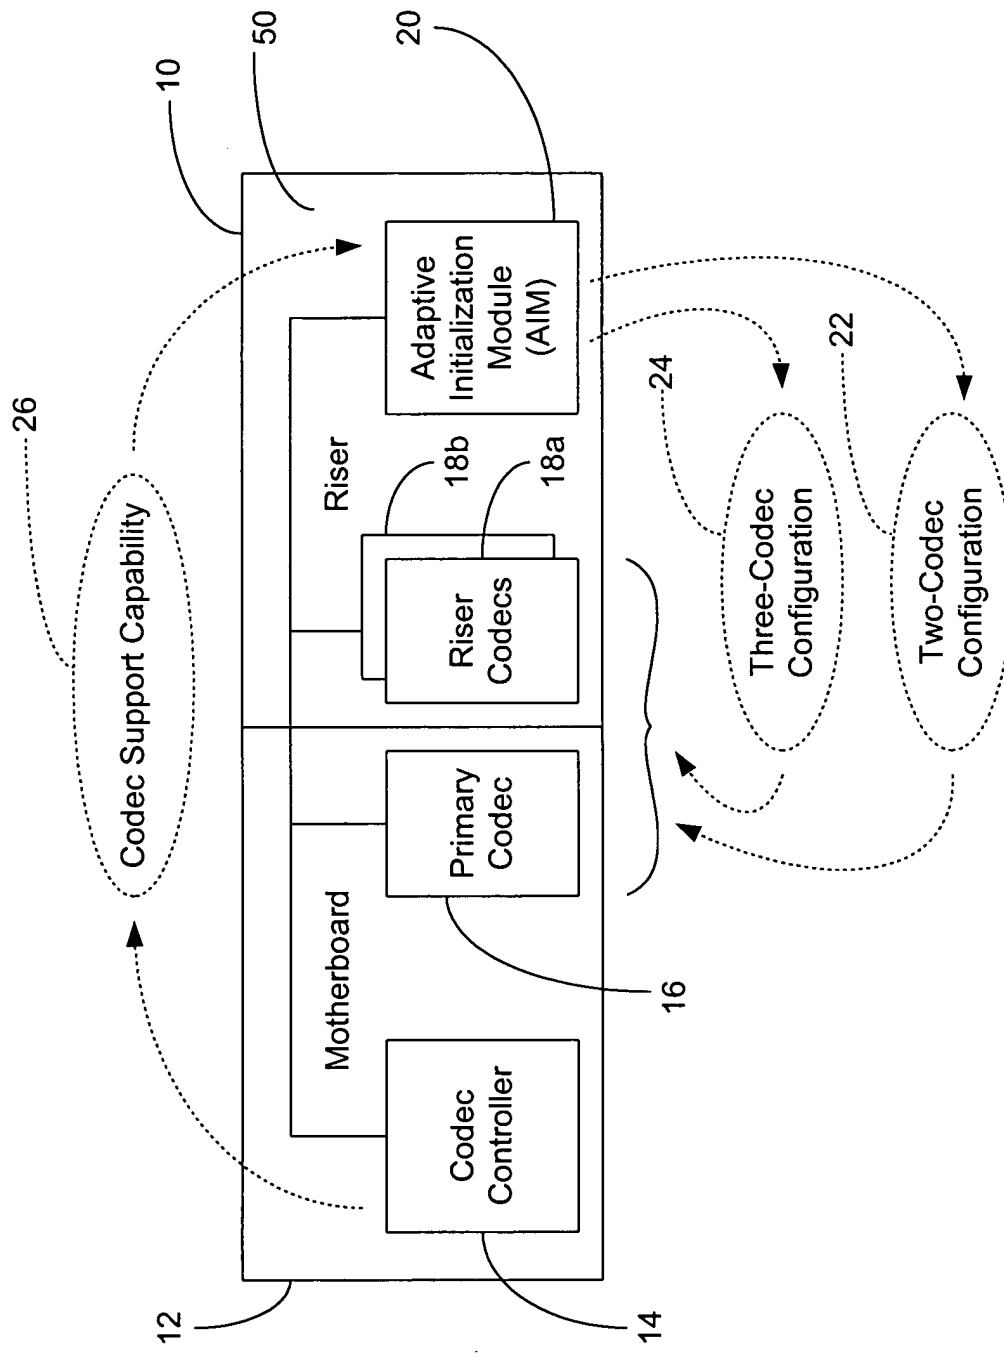 26
Codec Support Capability
10
50
12
Motherboard
Riser
20
Codec
Controller
Primary
Codec
Riser
Codecs
18b
18a
Adaptive
Initialization
Module
(AIM)
14
16
24
Three-Codec
Configuration
22
Two-Codec
Configuration